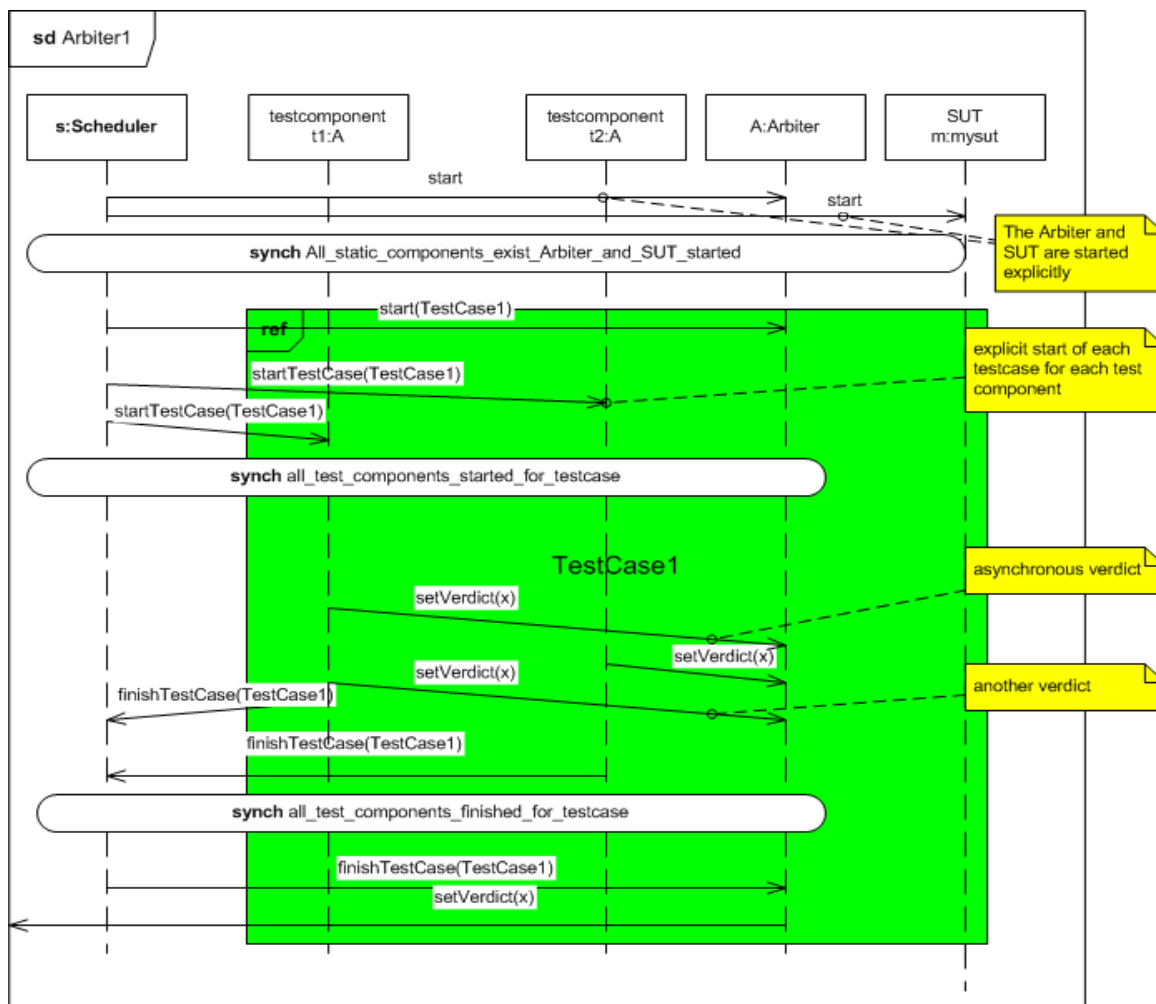 sd Arbiter1
s:Scheduler
testcomponent
t1:A
testcomponent
t2:A
A:Arbiter
SUT
m:mysut
start
start
The Arbiter and
SUT are started
explicitly
synch All_static_components_exist_Arbiter_and_SUT_started
start(TestCase1)
ref
explicit start of each
testcase for each test
component
startTestCase(TestCase1)
startTestCase(TestCase1)
synch all_test_components_started_for_testcase
TestCase1
asynchronous verdict
setVerdict(x)
setVerdict(x)
setVerdict(x)
another verdict
finishTestCase(TestCase1)
finishTestCase(TestCase1)
synch all_test_components_finished_for_testcase
finishTestCase(TestCase1)
setVerdict(x)